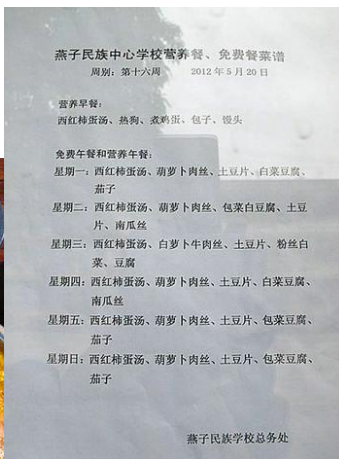 燕子民族中心学校营养餐、免费餐菜谱
周别：第十六周 2012年5月20日
营养早餐：
西红柿蛋汤、热狗、煮鸡蛋、包子、馒头
免费午餐和营养午餐：
星期一：西红柿蛋汤、葫萝卜肉丝、土豆片、白菜豆腐、
茄子
星期二：西红柿蛋汤、葫萝卜肉丝、包菜白豆腐、土豆
片、南瓜丝
星期三：西红柿蛋汤、白萝卜牛肉丝、土豆片、粉丝白
菜、豆腐
星期四：西红柿蛋汤、葫萝卜肉丝、土豆片、白菜豆腐、
南瓜丝
星期五：西红柿蛋汤、葫萝卜肉丝、土豆片、包菜豆腐、
茄子
星期日：西红柿蛋汤、葫萝卜肉丝、土豆片、包菜豆腐、
茄子
燕子民族学校总务处